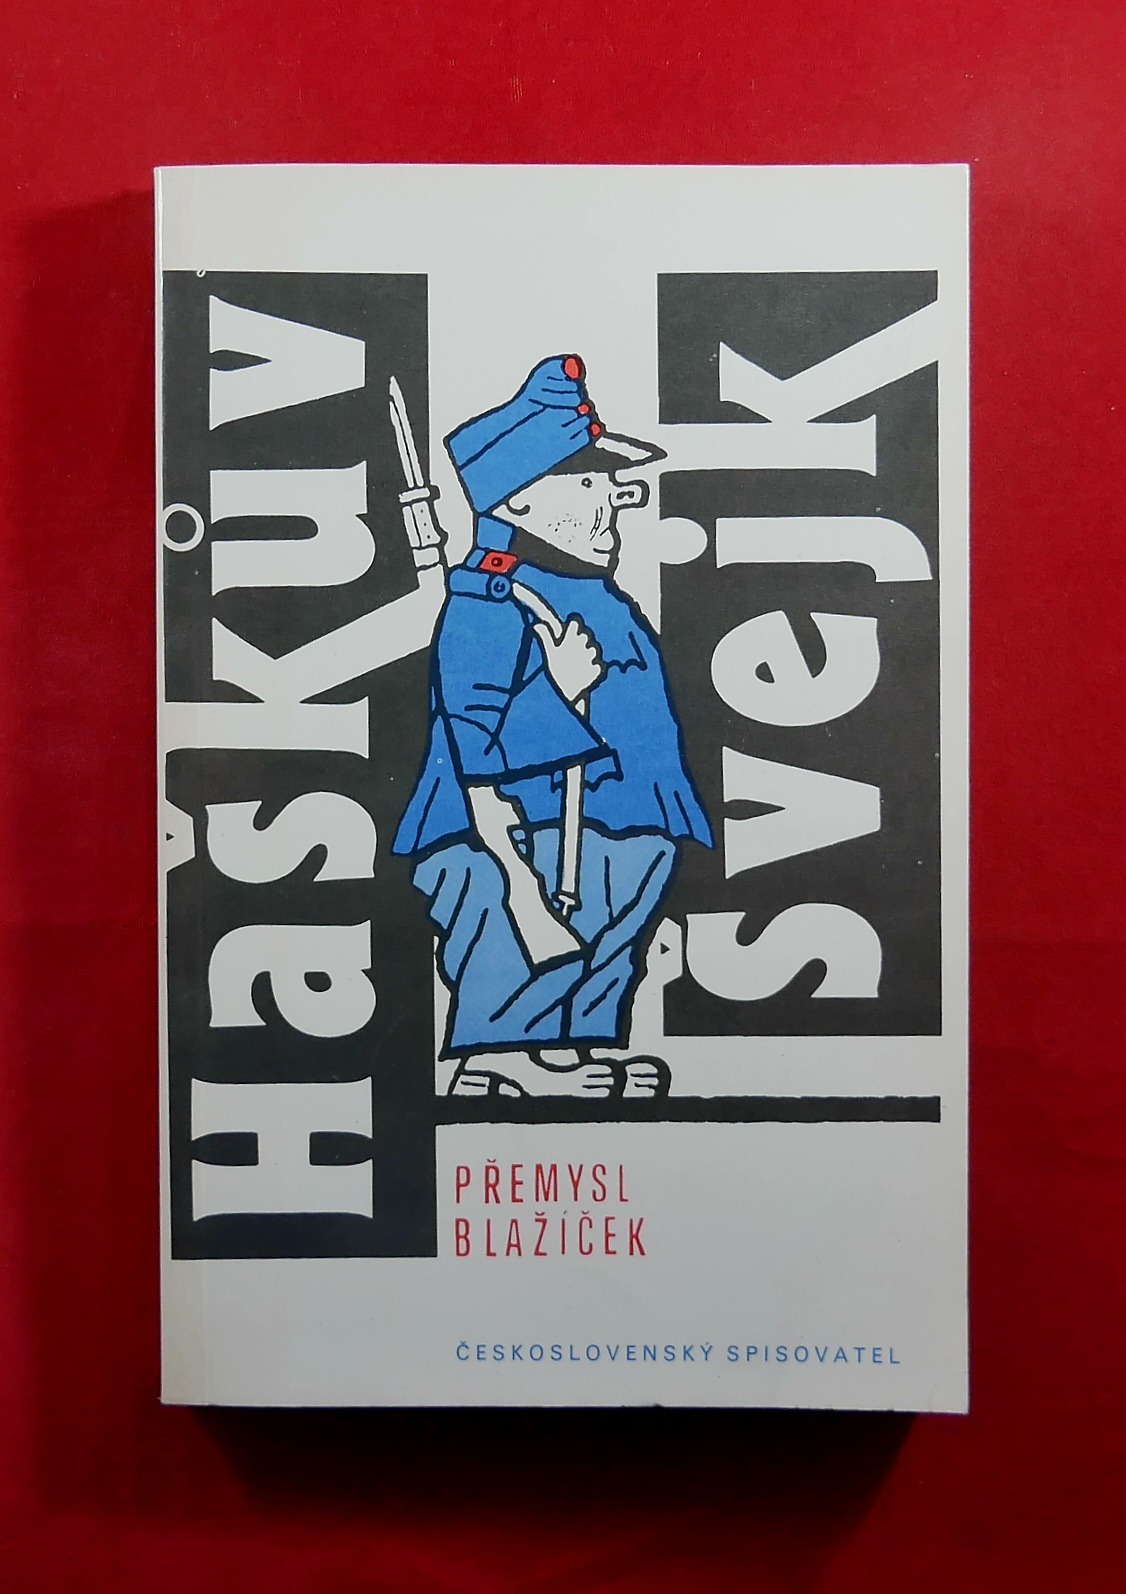 Haškův
švejk
PŘEMYSL
BLAŽÍČEK
ČESKOSLOVENSKÝ SPISOVATEL